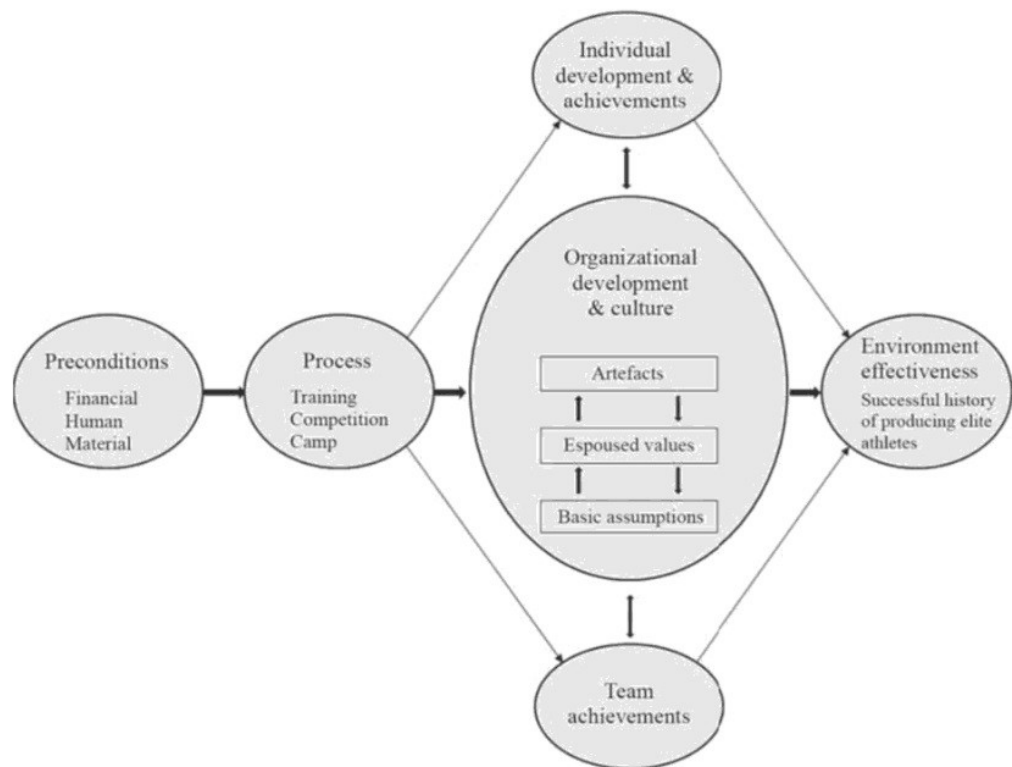 Individual
development &
achievements
Organizational
development
& culture
Artefacts
Espoused values
Basic assumptions
Preconditions
Financial
Human
Material
Process
Training
Competition
Camp
Environment
effectiveness
Successful history
of producing elite
athletes
Team
achievements